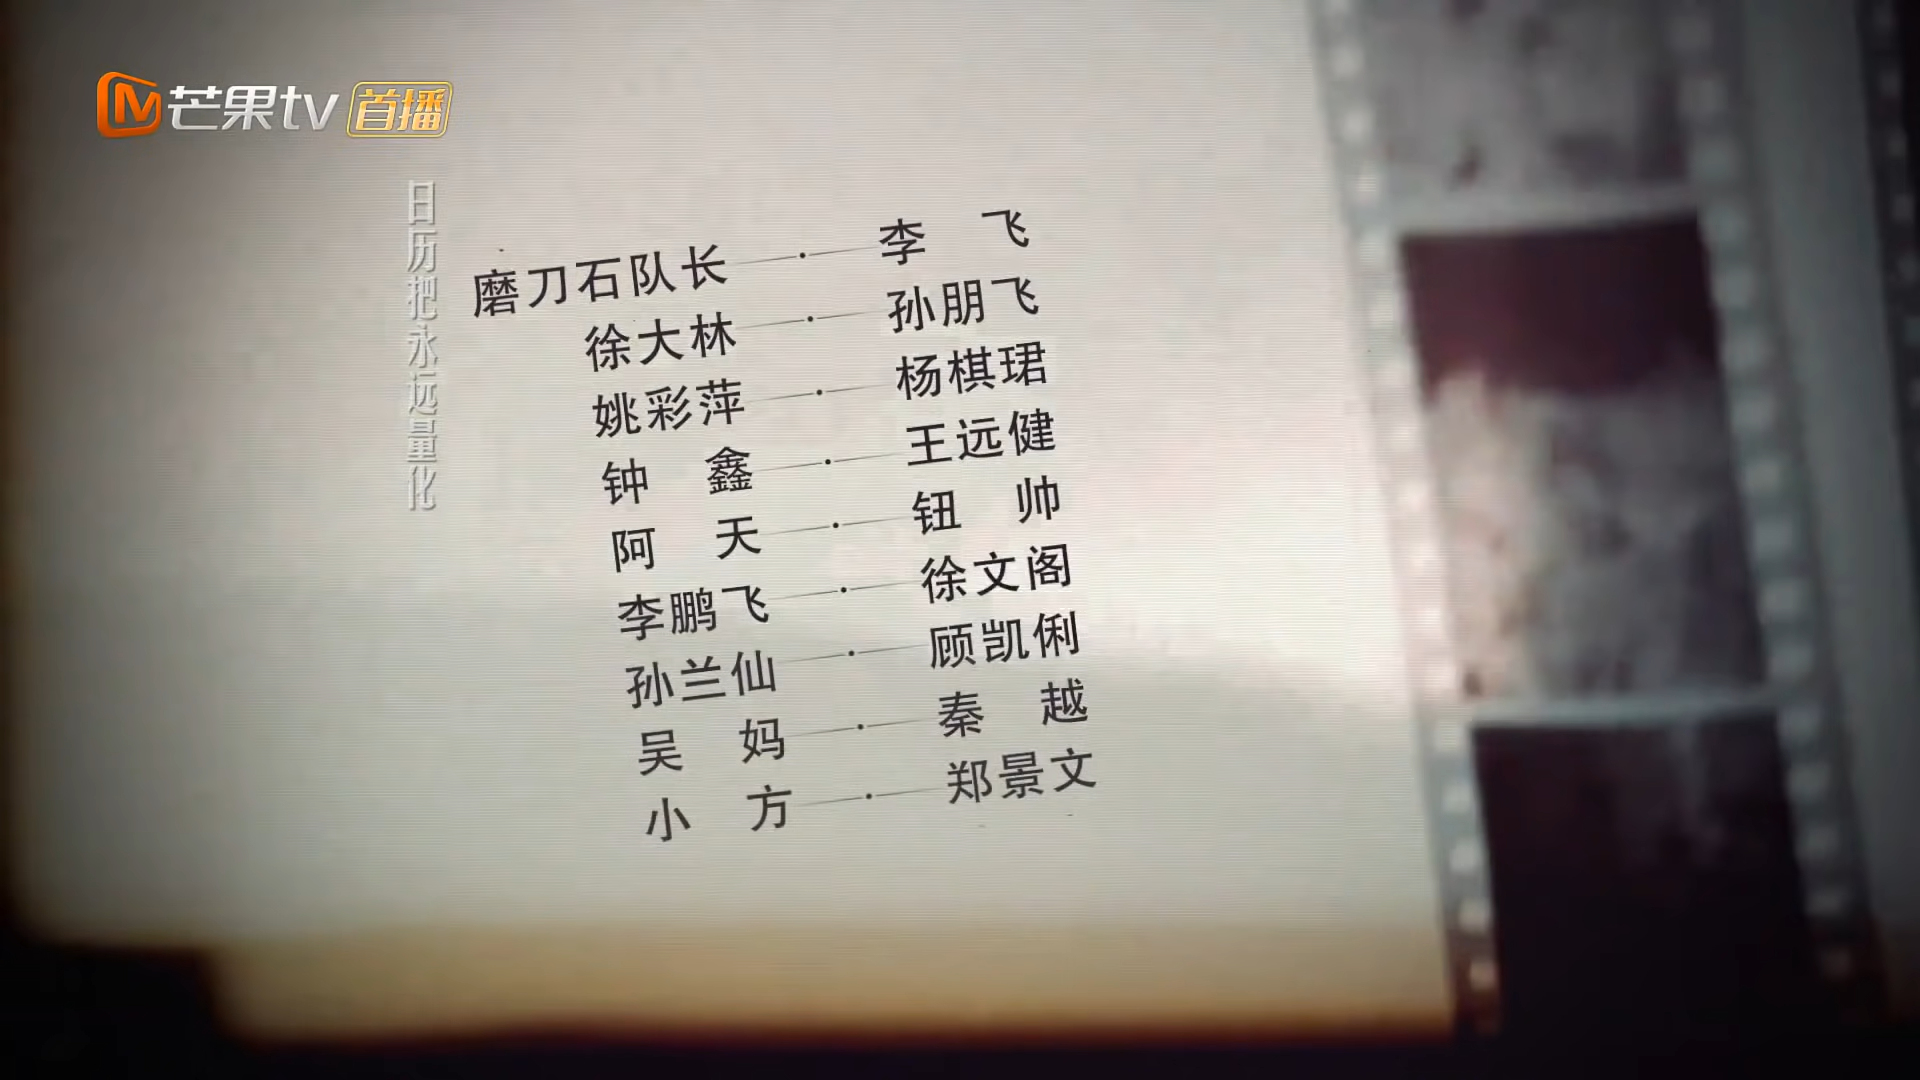 芒果tv 首播
日历把永远量化
磨刀石队长 · 李 飞
徐大林 · 孙朋飞
姚彩萍 · 杨棋珺
钟 鑫 · 王远健
阿 天 · 钮 帅
李鹏飞 · 徐文阁
孙兰仙 · 顾凯俐
吴 妈 · 秦 越
小 方 · 郑景文